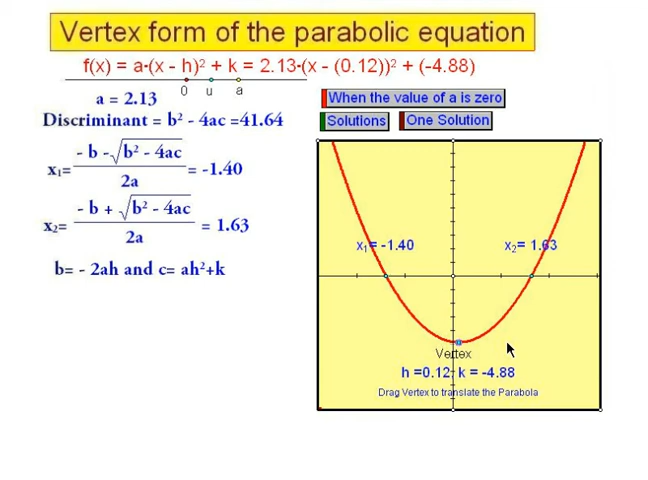 Vertex form of the parabolic equation
f(x) = a·(x - h)² + k = 2.13·(x - (0.12))² + (-4.88)
0 u a
a = 2.13
When the value of a is zero
Discriminant = b² - 4ac =41.64
Solutions One Solution
x₁= - b -√b² - 4ac / 2a = -1.40
x₂= - b + √b² - 4ac / 2a = 1.63
b= - 2ah and c= ah²+k
x₁= -1.40 x₂= 1.63
Vertex
h =0.12; k = -4.88
Drag Vertex to translate the Parabola